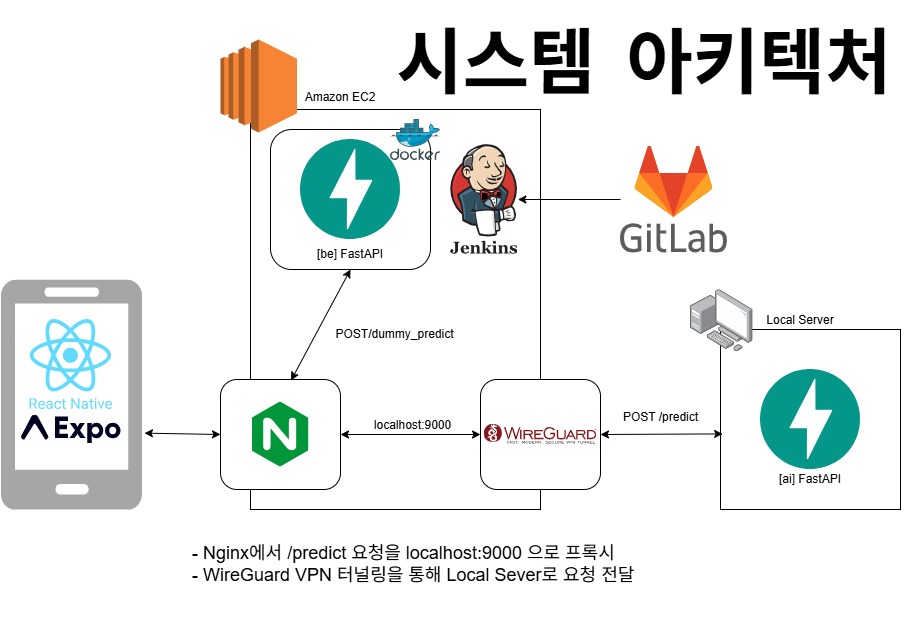 시스템 아키텍처
Amazon EC2
docker
[be] FastAPI
Jenkins
GitLab
POST/dummy_predict
Local Server
React Native
Expo
N
localhost:9000
WIREGUARD
FAST, MODERN, SECURE VPN TUNNEL
POST /predict
[ai] FastAPI
- Nginx에서 /predict 요청을 localhost:9000 으로 프록시
- WireGuard VPN 터널링을 통해 Local Sever로 요청 전달